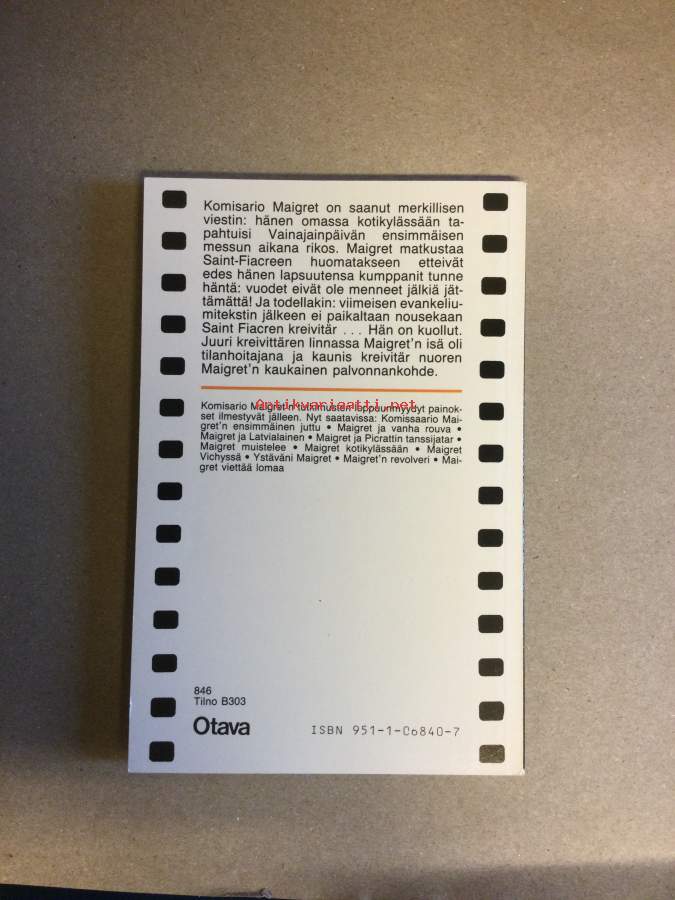 Komisario Maigret on saanut merkillisen
viestin: hänen omassa kotikylässään ta-
pahtuisi Vainajainpäivän ensimmäisen
messun aikana rikos. Maigret matkustaa
Saint-Fiacreen huomatakseen etteivät
edes hänen lapsuutensa kumppanit tunne
häntä: vuodet eivät ole menneet jälkiä jät-
tämättä! Ja todellakin: viimeisen evankeliu-
mitekstin jälkeen ei paikaltaan nousekaan
Saint Fiacren kreivitär ... Hän on kuollut.
Juuri kreivittären linnassa Maigret'n isä oli
tilanhoitajana ja kaunis kreivitär nuoren
Maigret'n kaukainen palvonnankohde.
Antikvariaatti.net
Komisario Maigret'n tutkimusten loppuunmyydyt painok-
set ilmestyvät jälleen. Nyt saatavissa: Komissaario Mai-
gret'n ensimmäinen juttu • Maigret ja vanha rouva •
Maigret ja Latvialainen • Maigret ja Picrattin tanssijatar •
Maigret muistelee • Maigret kotikylässään • Maigret
Vichyssä • Ystäväni Maigret • Maigret'n revolveri • Mai-
gret viettää lomaa
846
Tilno B303
Otava
ISBN 951-1-06840-7